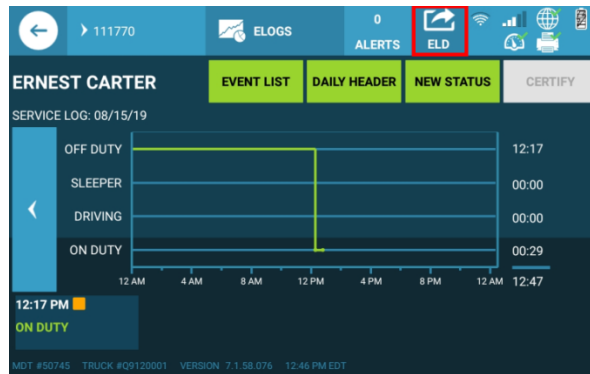 111770 ELOGS 0 ALERTS ELD
ERNEST CARTER EVENT LIST DAILY HEADER NEW STATUS CERTIFY
SERVICE LOG: 08/15/19
OFF DUTY 12:17
SLEEPER 00:00
DRIVING 00:00
ON DUTY 00:29
12 AM 4 AM 8 AM 12 PM 4 PM 8 PM 12 AM 12:47
12:17 PM
ON DUTY
MDT #50745 TRUCK #Q9120001 VERSION 7.1.58.076 12:46 PM EDT